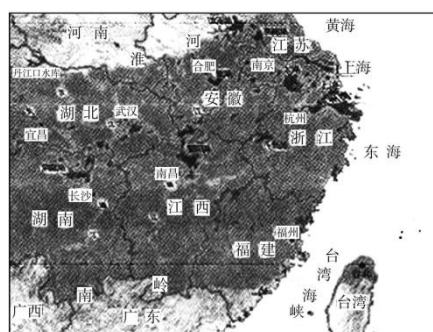 黄海
河南
河
江苏
淮
合肥
南京
上海
丹江口水库
安徽
湖北
武汉
杭州
宜昌
浙江
东海
南昌
长沙
江西
湖南
福州
福建
台湾海峡
岭
南
台湾
广西
广东